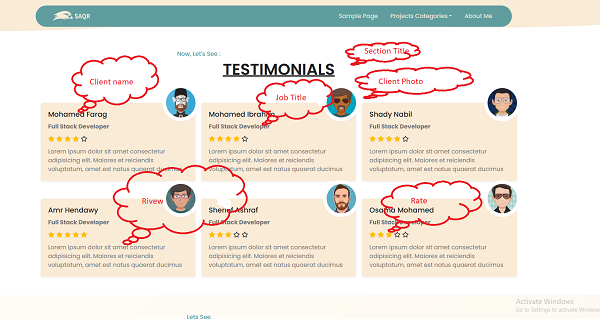 SAQR
Sample Page
Projects Categories
About Me
Now, Let's See :
Section Title
TESTIMONIALS
Client name
Client Photo
Job Title
Mohamed Farag
Full Stack Developer
Lorem ipsum dolor sit amet consectetur
adipisicing elit. Maiores et reiciendis
voluptatum, amet est natus quaerat ducimus
Mohamed Ibrahim
Full Stack Developer
Lorem ipsum dolor sit amet consectetur
adipisicing elit. Maiores et reiciendis
voluptatum, amet est natus quaerat ducimus
Shady Nabil
Full Stack Developer
Lorem ipsum dolor sit amet consectetur
adipisicing elit. Maiores et reiciendis
voluptatum, amet est natus quaerat ducimus
Rivew
Rate
Amr Hendawy
Full Stack Developer
Lorem ipsum dolor sit amet consectetur
adipisicing elit. Maiores et reiciendis
voluptatum, amet est natus quaerat ducimus
Sherief Ashraf
Full Stack Developer
Lorem ipsum dolor sit amet consectetur
adipisicing elit. Maiores et reiciendis
voluptatum, amet est natus quaerat ducimus
Osama Mohamed
Full Stack Developer
Lorem ipsum dolor sit amet consectetur
adipisicing elit. Maiores et reiciendis
voluptatum, amet est natus quaerat ducimus
Lets See
Activate Windows
Go to Settings to activate Windows